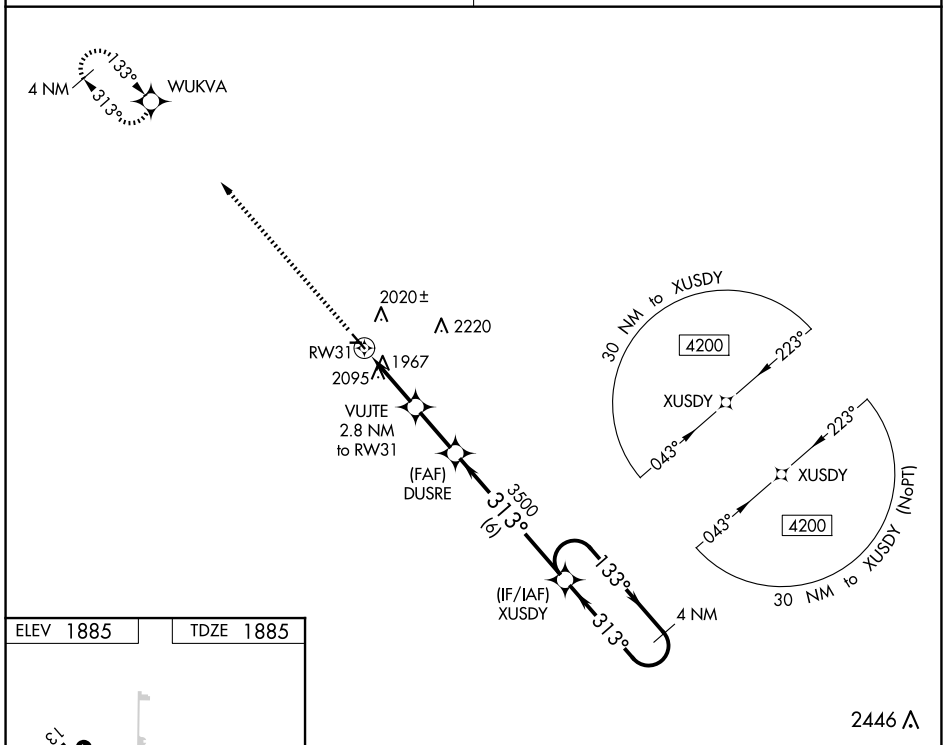 133°
WUKVA
4 NM
313°
2020±
2220
RW31
1967
2095
VUJTE
2.8 NM
to RW31
(FAF)
DUSRE
3500
313°
(6)
30 NM to XUSDY
4200
223°
XUSDY
043°
223°
XUSDY
043°
4200
30 NM to XUSDY (NoPT)
133°
(IF/IAF)
XUSDY
4 NM
313°
ELEV 1885
TDZE 1885
2446
13